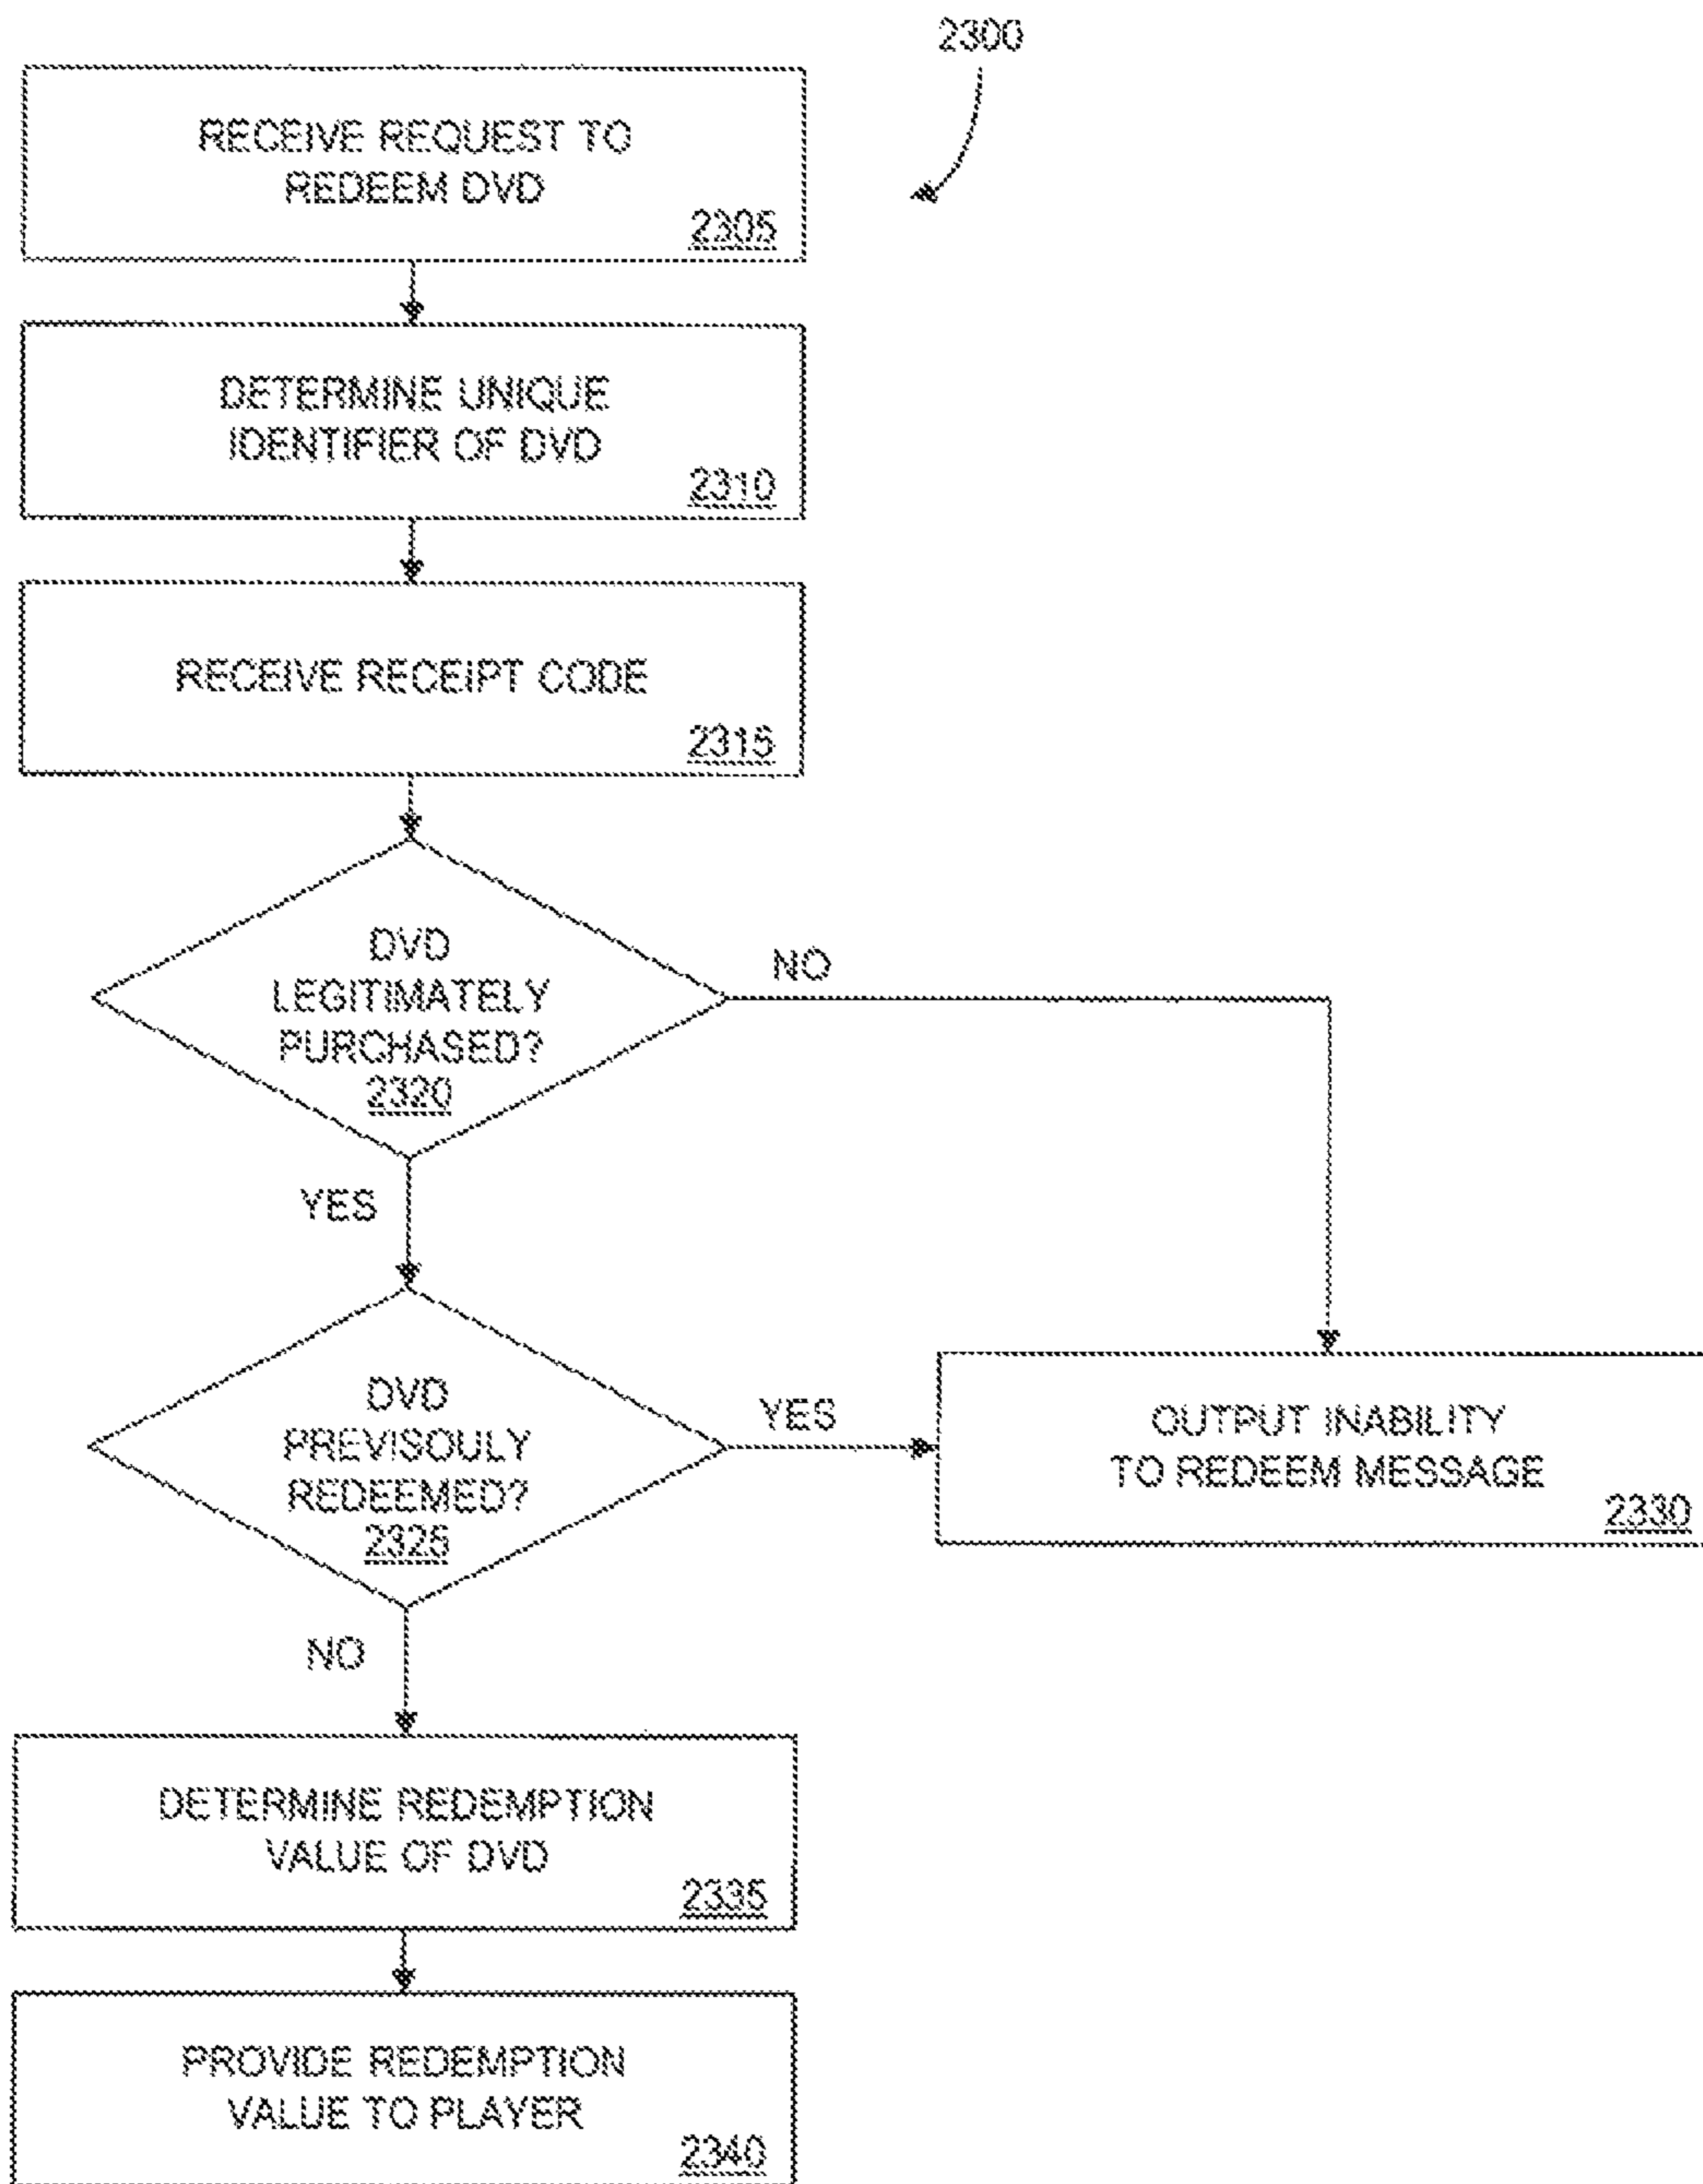 2300
RECEIVE REQUEST TO
REDEEM DVD
2305
DETERMINE UNIQUE
IDENTIFIER OF DVD
2310
RECEIVE RECEIPT CODE
2315
DVD
LEGITIMATELY
PURCHASED?
2320
NO
YES
DVD
PREVISOULY
REDEEMED?
2325
YES
OUTPUT INABILITY
TO REDEEM MESSAGE
2330
NO
DETERMINE REDEMPTION
VALUE OF DVD
2335
PROVIDE REDEMPTION
VALUE TO PLAYER
2340